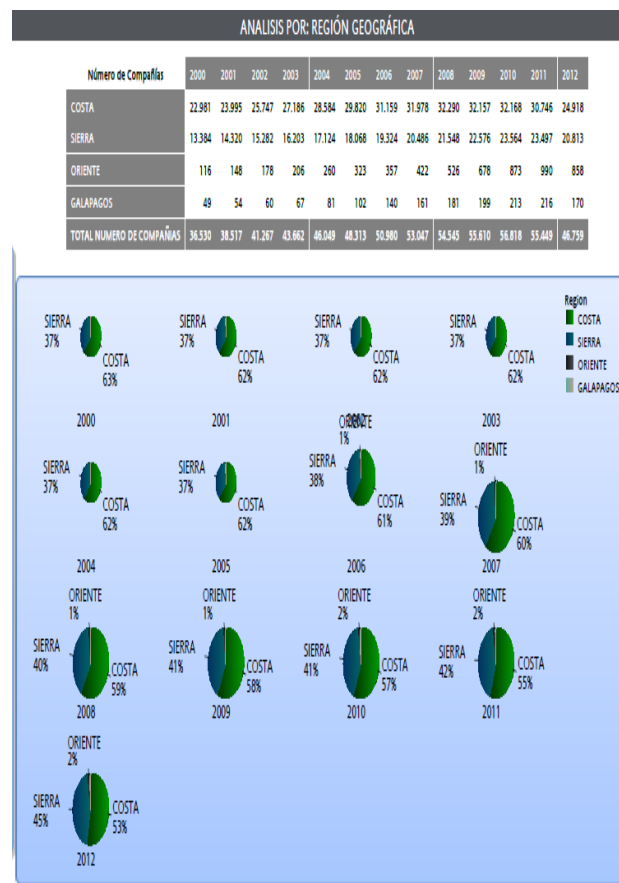 ANALISIS POR: REGIÓN GEOGRÁFICA
Número de Compañías 2000 2001 2002 2003 2004 2005 2006 2007 2008 2009 2010 2011 2012
COSTA 22.981 23.995 25.747 27.186 28.584 29.820 31.159 31.978 32.290 32.157 32.168 30.746 24.918
SIERRA 13.384 14.320 15.282 16.203 17.124 18.068 19.324 20.486 21.548 22.576 23.564 23.497 20.813
ORIENTE 116 148 178 206 260 323 357 422 526 678 873 990 858
GALAPAGOS 49 54 60 67 81 102 140 161 181 199 213 216 170
TOTAL NUMERO DE COMPAÑIAS 36.530 38.517 41.267 43.662 46.049 48.313 50.980 53.047 54.545 55.610 56.818 55.449 46.759
Region
COSTA
SIERRA
ORIENTE
GALAPAGOS
SIERRA
37%
COSTA
63%
2000
SIERRA
37%
COSTA
62%
2001
SIERRA
37%
COSTA
62%
2002
SIERRA
37%
COSTA
62%
2003
SIERRA
37%
COSTA
62%
2004
SIERRA
37%
COSTA
62%
2005
ORIENTE
1%
SIERRA
38%
COSTA
61%
2006
ORIENTE
1%
SIERRA
39%
COSTA
60%
2007
ORIENTE
1%
SIERRA
40%
COSTA
59%
2008
ORIENTE
1%
SIERRA
41%
COSTA
58%
2009
ORIENTE
2%
SIERRA
41%
COSTA
57%
2010
ORIENTE
2%
SIERRA
42%
COSTA
55%
2011
ORIENTE
2%
SIERRA
45%
COSTA
53%
2012